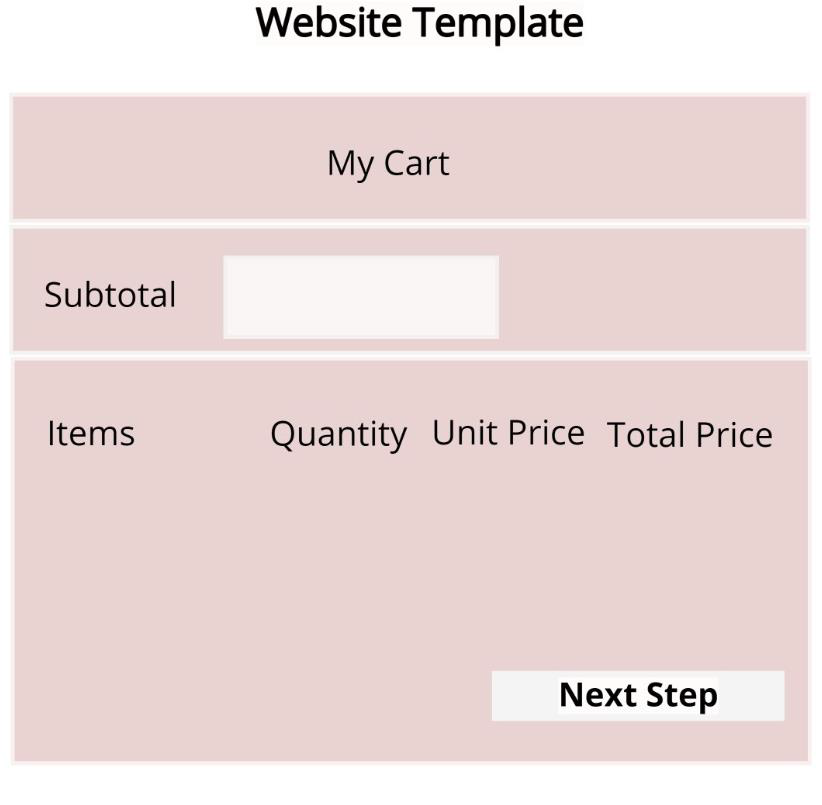 Website Template
My Cart
Subtotal
Items Quantity Unit Price Total Price
Next Step